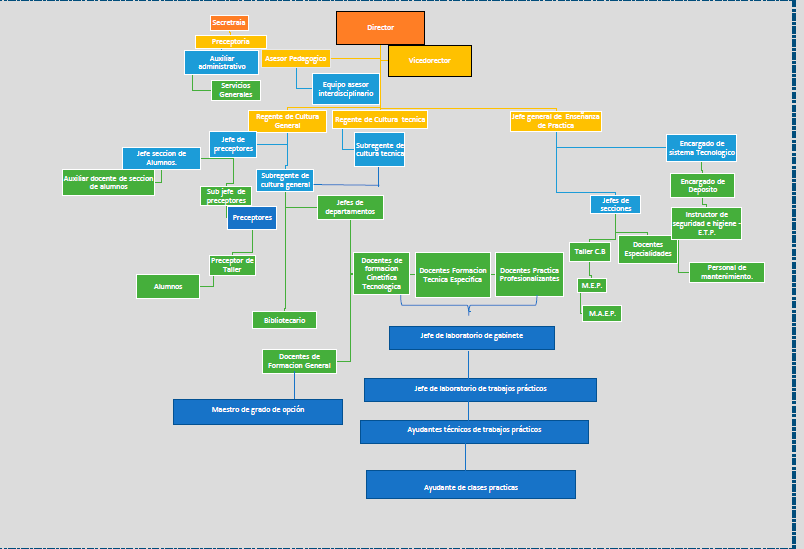 Secretraia
Director
Preceptoria
Auxiliar
administrativo
Asesor Pedagogico
Vicedorector
Servicios
Generales
Equipo asesor
interdisciplinario
Regente de Cultura
General
Regente de Cultura tecnica
Jefe general de Enseñanza
de Practica
Jefe de
preceptores
Subregente de
cultura tecnica
Encargado de
sistema Tecnologico
Jefe seccion de
Alumnos.
Auxiliar docente de seccion
de alumnos
Subregente de
cultura general
Encargado de
Deposito
Sub jefe de
preceptores
Jefes de
departamentos
Jefes de
secciones
Preceptores
Instructor de
seguridad e higiene -
E.T.P.
Taller C.B
Docentes
Especialidades
Preceptor de
Taller
Docentes de
formacion
Cinetifica
Tecnologica
Docentes Formacion
Tecnica Especifica
Docentes Practica
Profesionalizantes
Personal de
mantenimiento.
Alumnos
M.E.P.
M.A.E.P.
Bibliotecario
Jefe de laboratorio de gabinete
Docentes de
Formacion General
Jefe de laboratorio de trabajos prácticos
Maestro de grado de opción
Ayudantes técnicos de trabajos prácticos
Ayudante de clases practicas